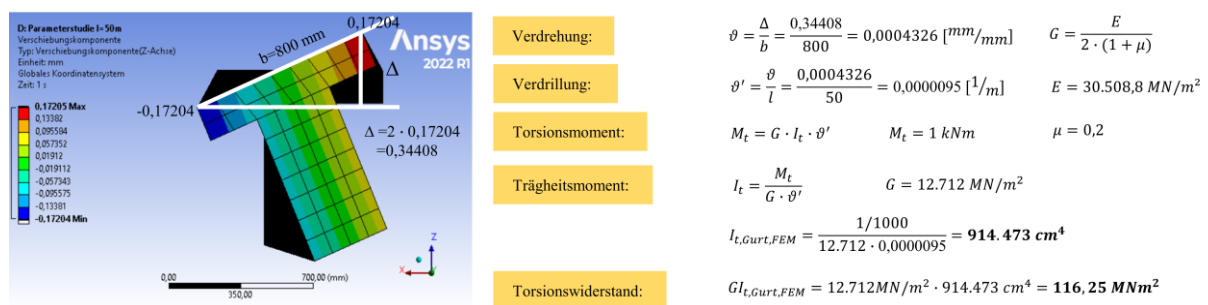 D: Parameterstudie l=50m
Verschiebungskomponente
Typ: Verschiebungskomponente(Z-Achse)
Einheit: mm
Globales Koordinatensystem
Zeit: 1 s
0,17205 Max
0,13382
0,095584
0,057352
0,01912
-0,019112
-0,057343
-0,095575
-0,13381
-0,17204 Min
0,17204
b=800 mm
Ansys
2022 R1
Δ
-0,17204
Δ =2 · 0,17204
=0,34408
Z
X
0,00
700,00 (mm)
350,00
Verdrehung:
ϑ = Δ/b = 0,34408/800 = 0,0004326 [mm/mm]
G = E/(2 · (1 + μ))
Verdrillung:
ϑ′ = ϑ/l = 0,0004326/50 = 0,0000095 [1/m]
E = 30.508,8 MN/m²
Torsionsmoment:
M_t = G · I_t · ϑ′
M_t = 1 kNm
μ = 0,2
Trägheitsmoment:
I_t = M_t/(G · ϑ′)
G = 12.712 MN/m²
I_t,Gurt,FEM = (1/1000)/(12.712 · 0,0000095) = 914.473 cm⁴
Torsionswiderstand:
GI_t,Gurt,FEM = 12.712MN/m² · 914.473 cm⁴ = 116,25 MNm²